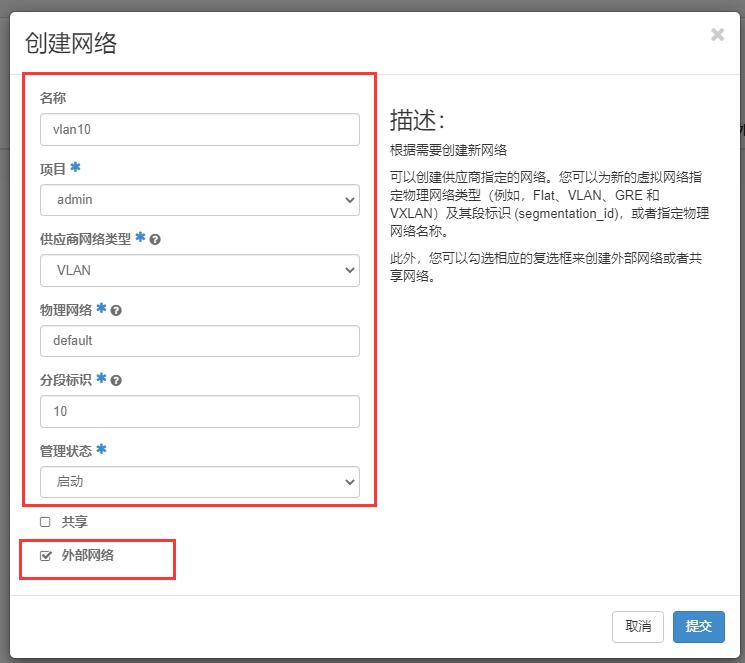 创建网络
名称
vlan10
项目
admin
供应商网络类型
VLAN
物理网络
default
分段标识
10
管理状态
启动
共享
外部网络
描述：
根据需要创建新网络
可以创建供应商指定的网络。您可以为新的虚拟网络指
定物理网络类型（例如，Flat、VLAN、GRE 和
VXLAN）及其段标识 (segmentation_id)，或者指定物理
网络名称。
此外，您可以勾选相应的复选框来创建外部网络或者共
享网络。
取消
提交